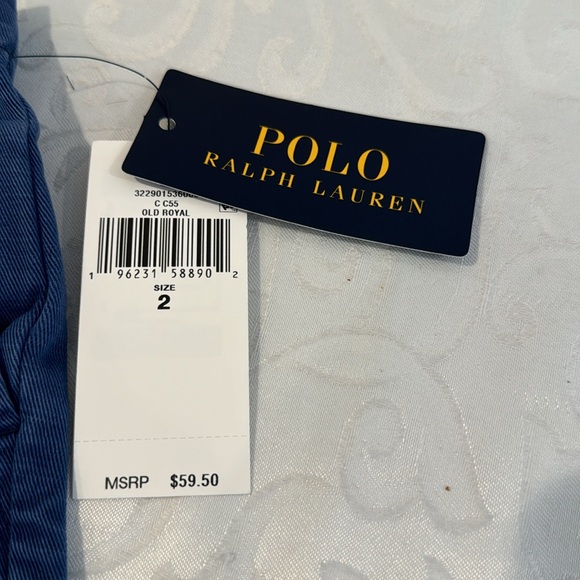 POLO
RALPH LAUREN
C C55
OLD ROYAL
1 96231 58890 2
SIZE
2
MSRP $59.50